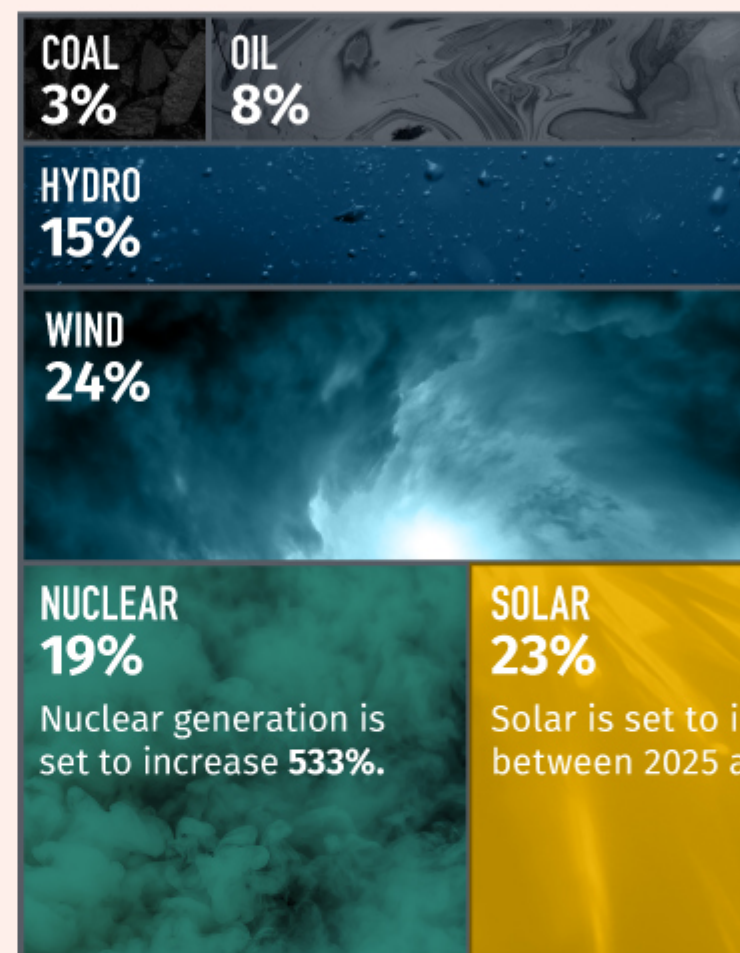 COAL
3%
OIL
8%
HYDRO
15%
WIND
24%
NUCLEAR
19%
Nuclear generation is
set to increase 533%.
SOLAR
23%
Solar is set to
between 2025